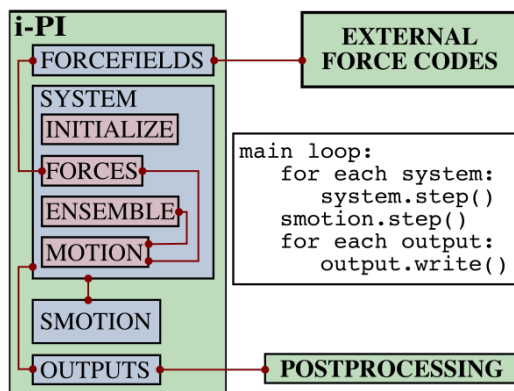 i-PI
FORCEFIELDS
SYSTEM
INITIALIZE
FORCES
ENSEMBLE
MOTION
SMOTION
OUTPUTS
EXTERNAL
FORCE CODES
main loop:
for each system:
system.step()
smotion.step()
for each output:
output.write()
POSTPROCESSING